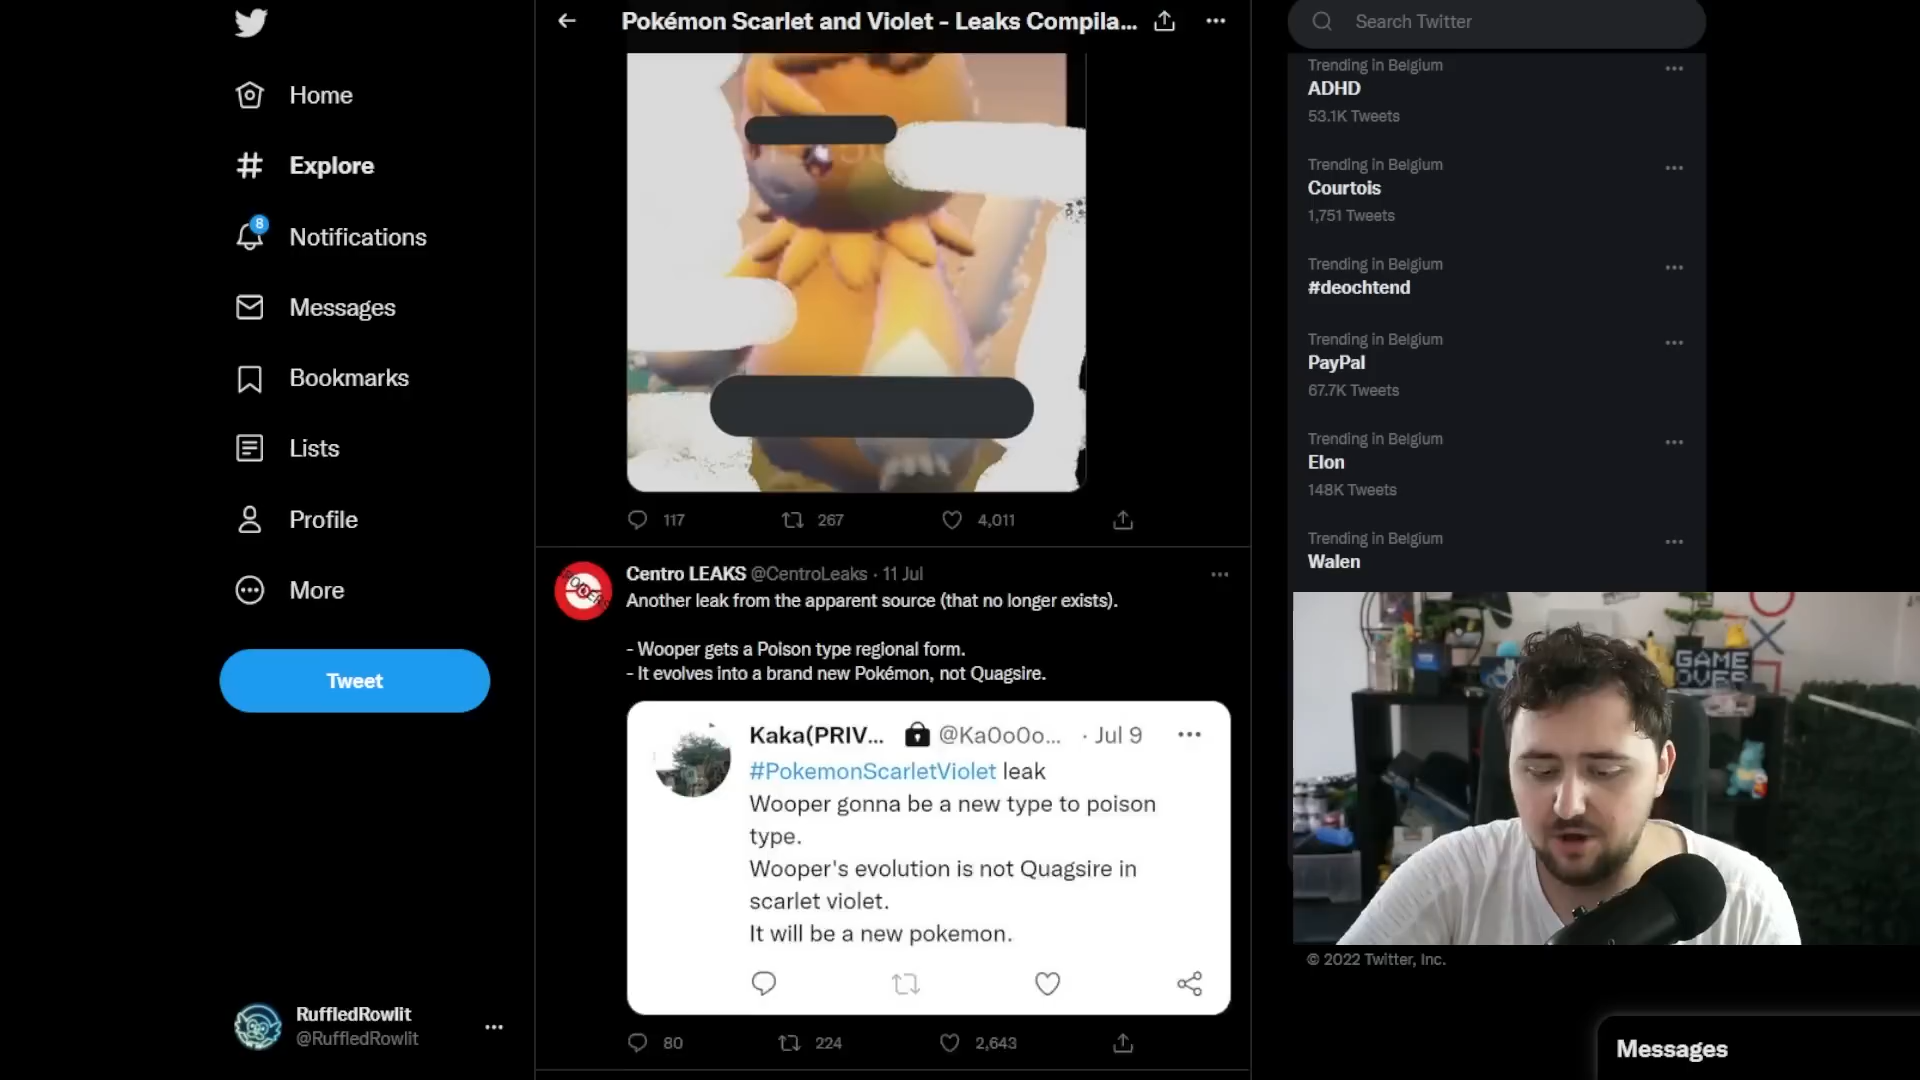 Home
Explore
8
Notifications
Messages
Bookmarks
Lists
Profile
More
Tweet
RuffledRowlit
@RuffledRowlit
Pokémon Scarlet and Violet - Leaks Compila...
117
267
4,011
Centro LEAKS @CentroLeaks · 11 Jul
Another leak from the apparent source (that no longer exists).
- Wooper gets a Poison type regional form.
- It evolves into a brand new Pokémon, not Quagsire.
Kaka(PRIV... @Ka0o0o... · Jul 9
#PokemonScarletViolet leak
Wooper gonna be a new type to poison
type.
Wooper's evolution is not Quagsire in
scarlet violet.
It will be a new pokemon.
80
224
2,643
Search Twitter
Trending in Belgium
ADHD
53.1K Tweets
Trending in Belgium
Courtois
1,751 Tweets
Trending in Belgium
#deochtend
Trending in Belgium
PayPal
67.7K Tweets
Trending in Belgium
Elon
148K Tweets
Trending in Belgium
Walen
GAME
OVER
© 2022 Twitter, Inc.
Messages